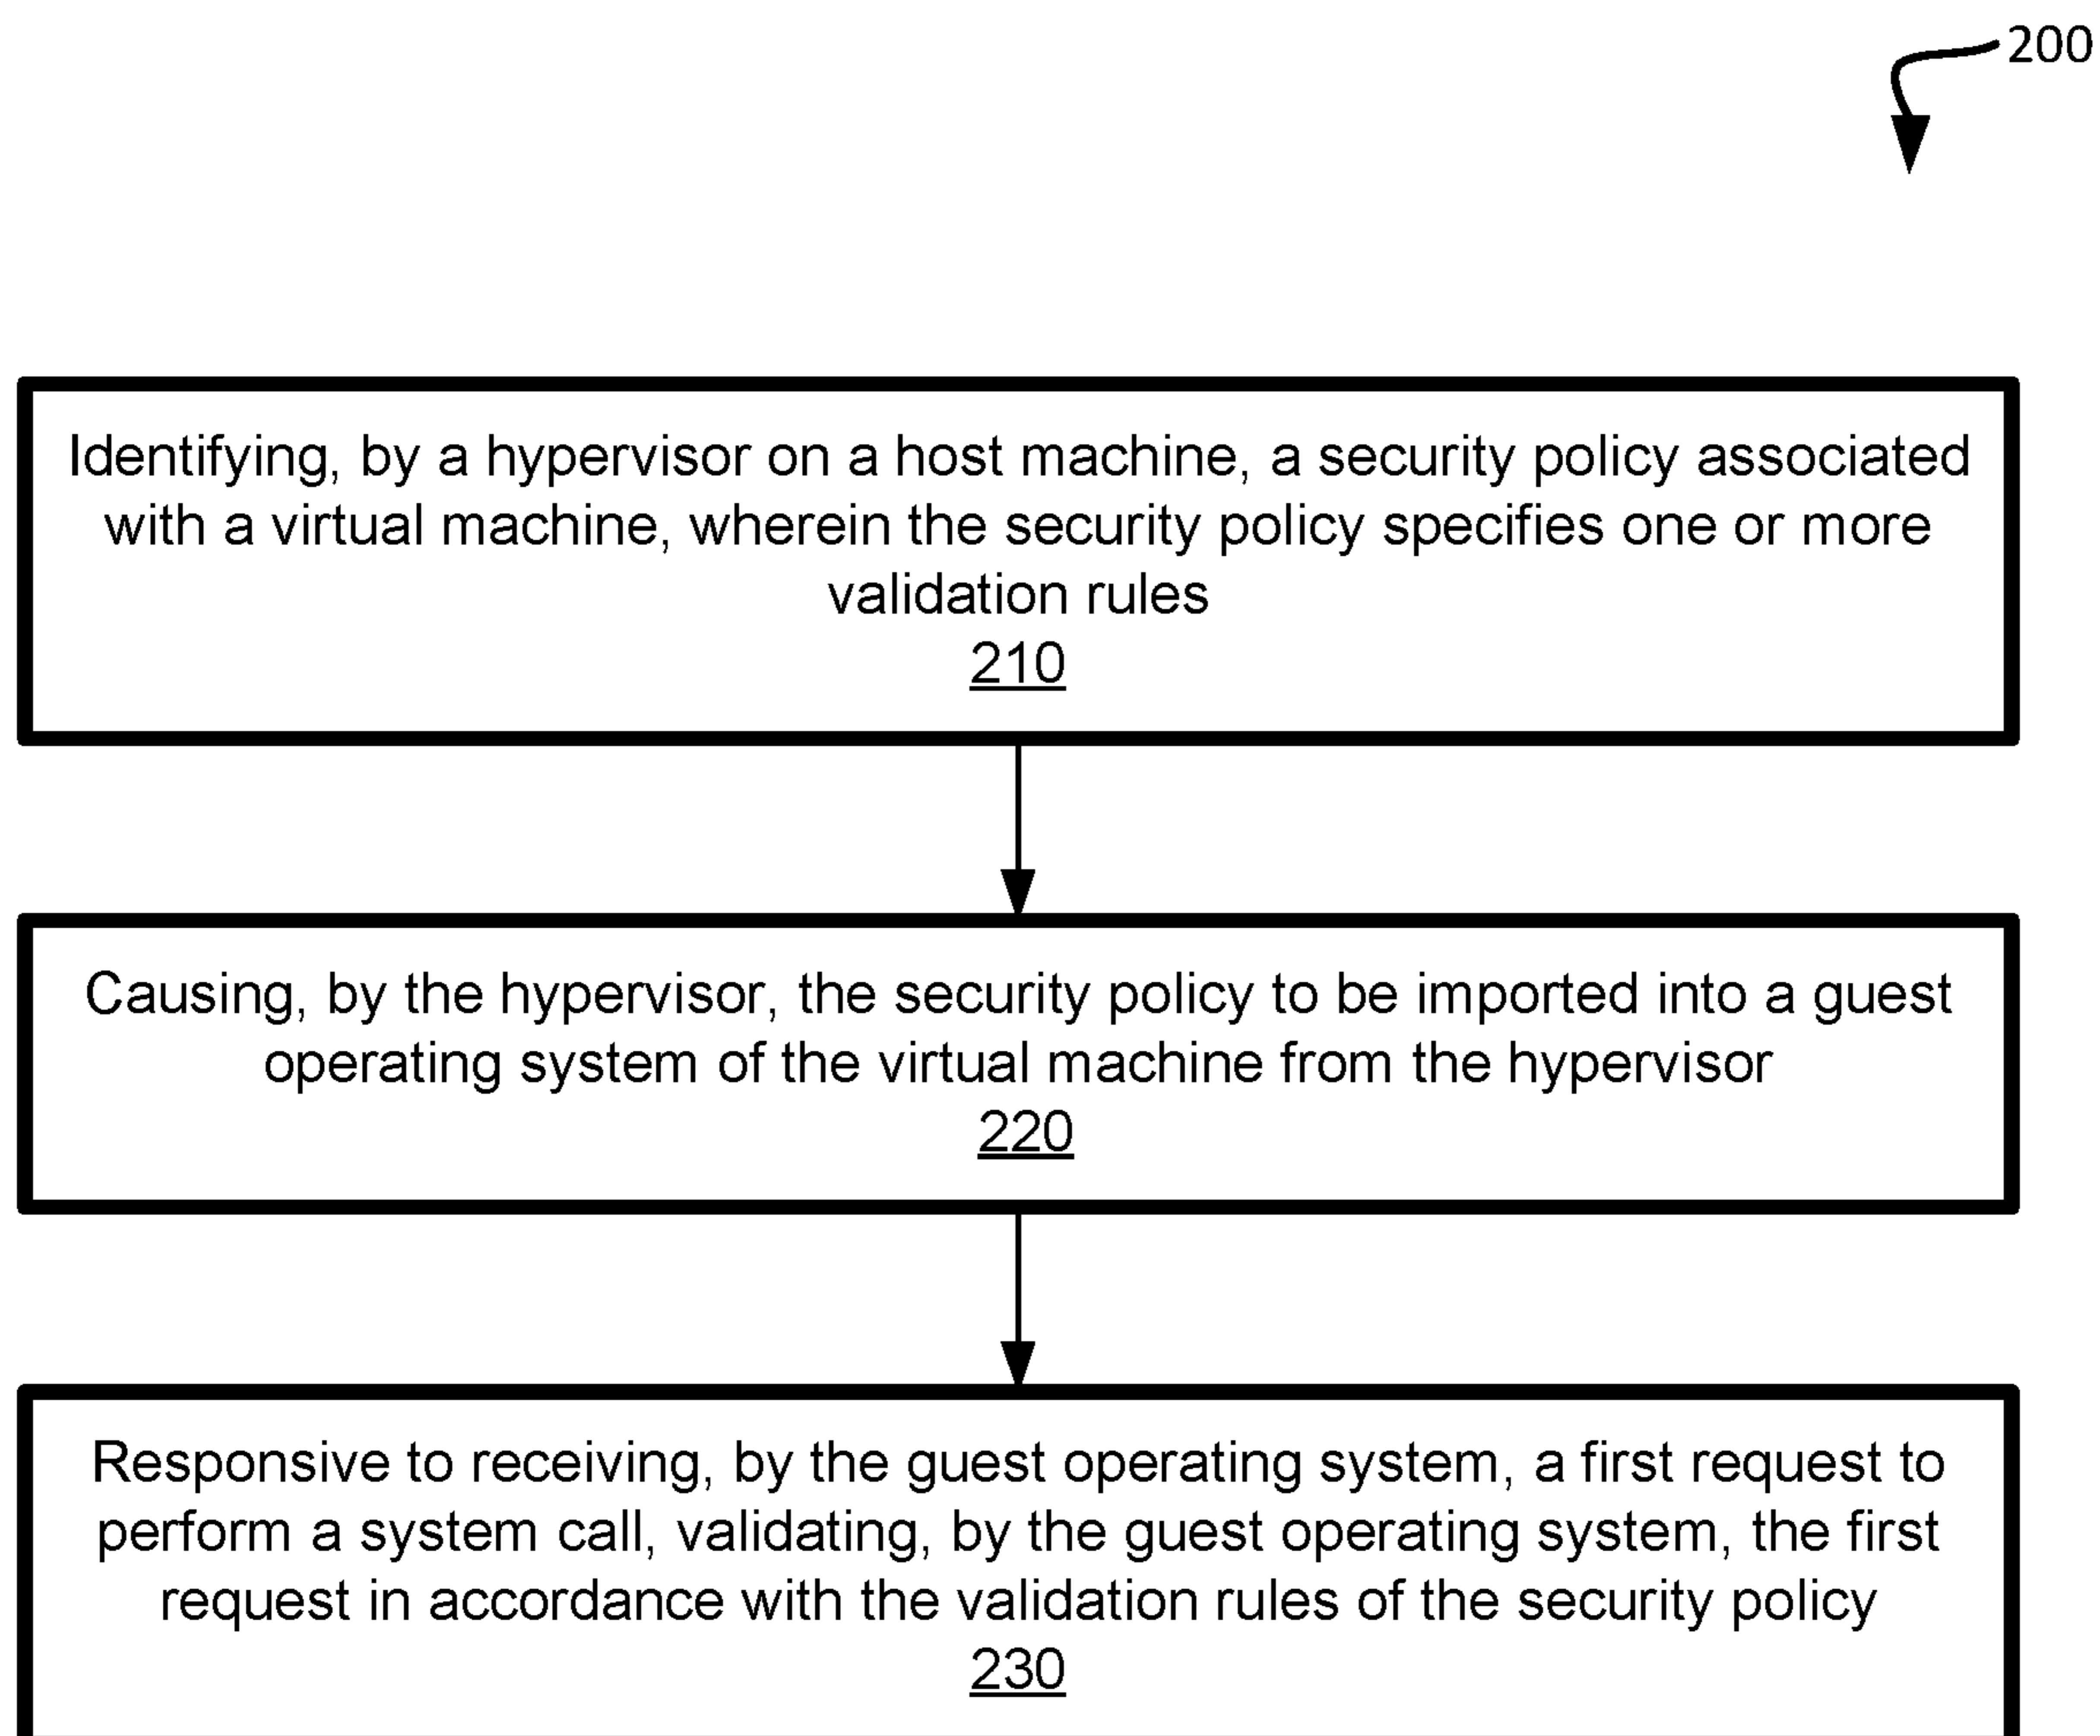 200
Identifying, by a hypervisor on a host machine, a security policy associated
with a virtual machine, wherein the security policy specifies one or more
validation rules
210
Causing, by the hypervisor, the security policy to be imported into a guest
operating system of the virtual machine from the hypervisor
220
Responsive to receiving, by the guest operating system, a first request to
perform a system call, validating, by the guest operating system, the first
request in accordance with the validation rules of the security policy
230